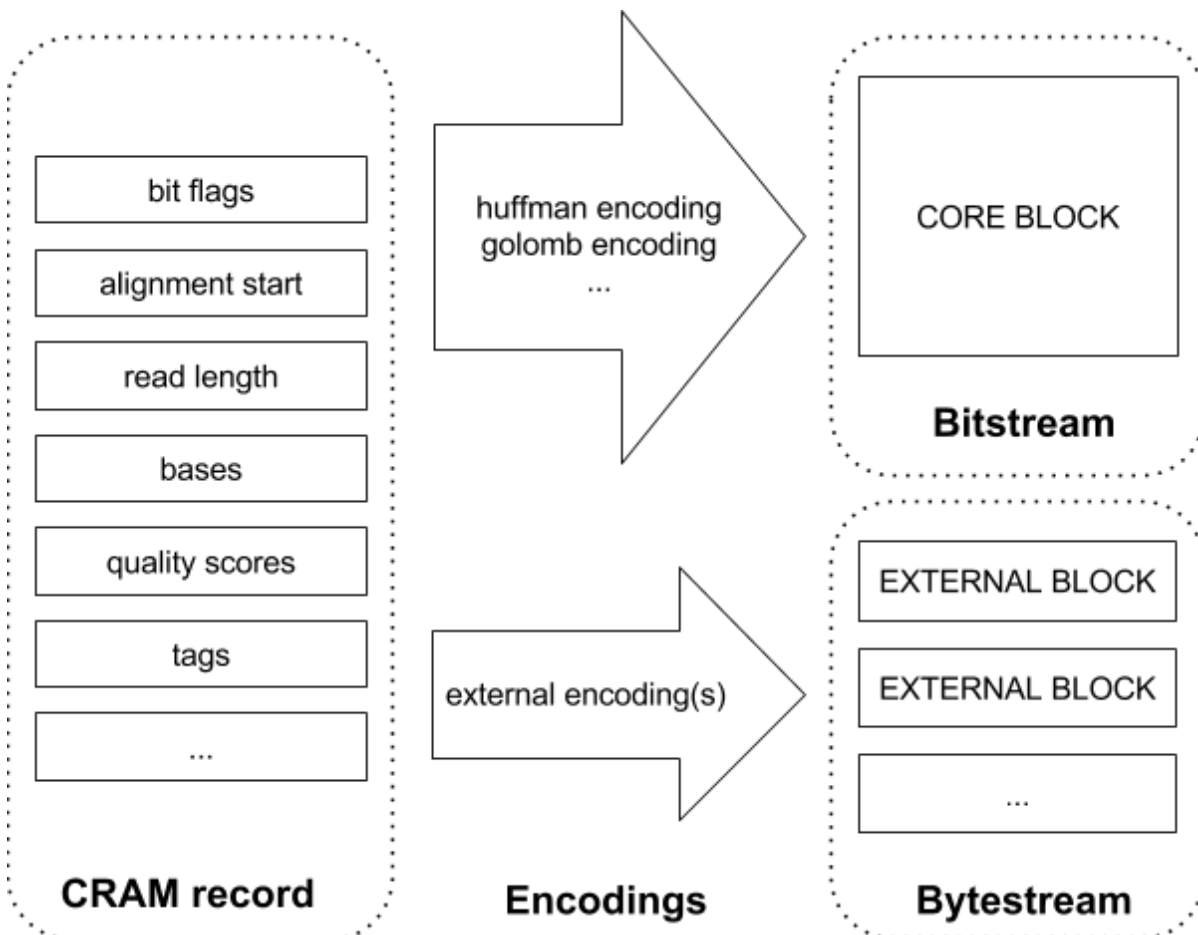 bit flags
alignment start
read length
bases
quality scores
tags
...
CRAM record
huffman encoding
golomb encoding
...
external encoding(s)
Encodings
CORE BLOCK
Bitstream
EXTERNAL BLOCK
EXTERNAL BLOCK
...
Bytestream